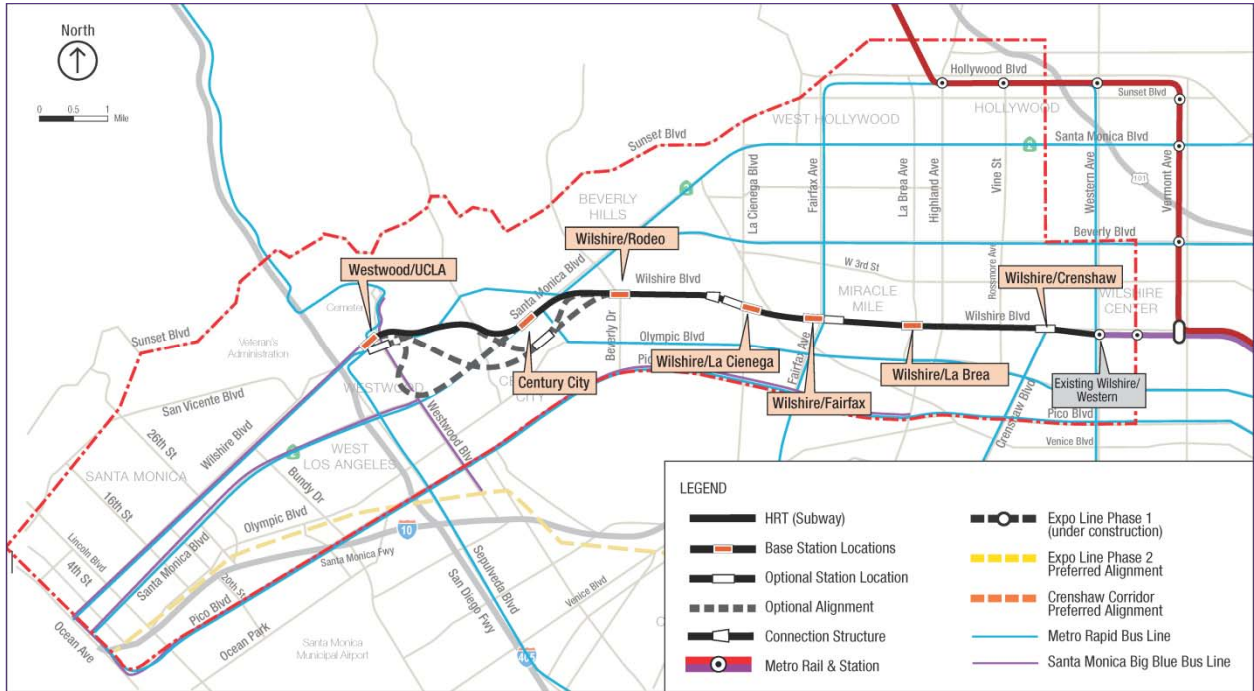 North
0 0.5 1
Mile
Hollywood Blvd
Sunset Blvd
HOLLYWOOD
WEST HOLLYWOOD
Santa Monica Blvd
Sunset Blvd
La Cienega Blvd
Fairfax Ave
La Brea Ave
Highland Ave
Vine St
Western Ave
Vermont Ave
101
BEVERLY
HILLS
Beverly Blvd
Wilshire/Rodeo
Westwood/UCLA
Santa Monica Blvd
Wilshire Blvd
W 3rd St
Rossmore Ave
Wilshire/Crenshaw
MIRACLE
MILE
WILSHIRE
CENTER
Wilshire Blvd
Sunset Blvd
Veteran's
Administration
Beverly Dr
Olympic Blvd
Wilshire/La Cienega
Fairfax Ave
Wilshire/La Brea
Century City
Wilshire/Fairfax
Existing Wilshire/
Western
Crenshaw Blvd
Pico Blvd
Venice Blvd
WESTWOOD
CITY
San Vicente Blvd
Wilshire Blvd
26th St
Westwood Blvd
SANTA MONICA
WEST
LOS ANGELES
16th St
Bundy Dr
Olympic Blvd
10
Lincoln Blvd
4th St
Santa Monica Blvd
20th St
Santa Monica Fwy
Pico Blvd
Sepulveda Blvd
San Diego Fwy
Venice Blvd
Ocean Ave
Ocean Park
Santa Monica
Municipal Airport
405
LEGEND
HRT (Subway)
Base Station Locations
Optional Station Location
Optional Alignment
Connection Structure
Metro Rail & Station
Expo Line Phase 1
(under construction)
Expo Line Phase 2
Preferred Alignment
Crenshaw Corridor
Preferred Alignment
Metro Rapid Bus Line
Santa Monica Big Blue Bus Line